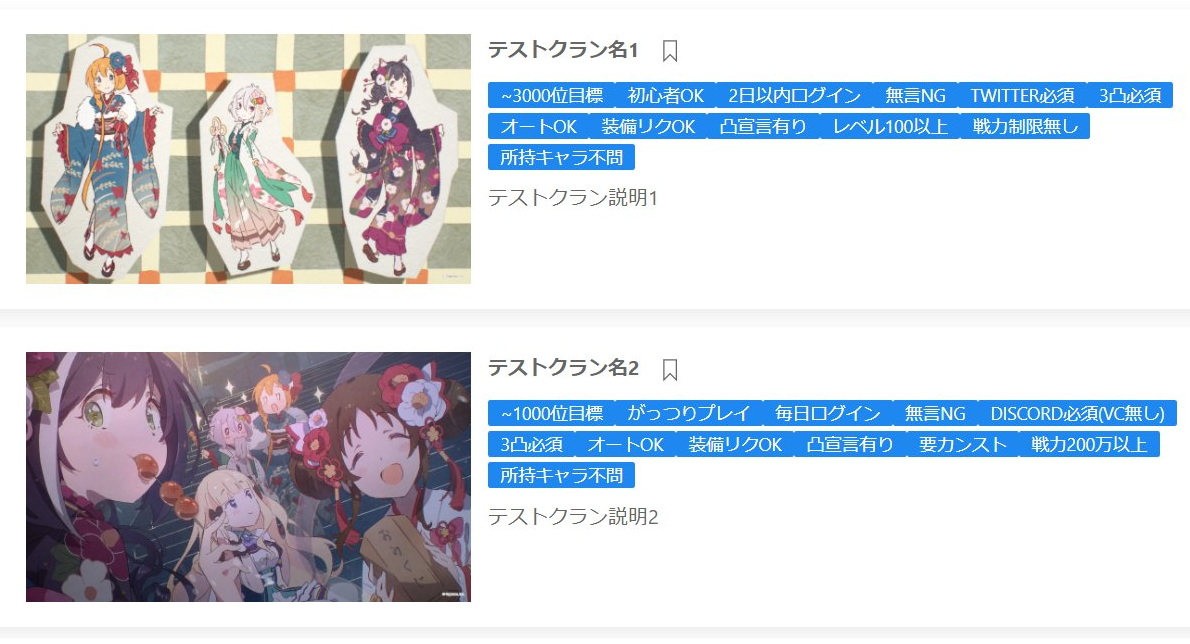 テストクラン名1
~3000位目標 初心者OK 2日以内ログイン 無言NG TWITTER必須 3凸必須
オートOK 装備リクOK 凸宣言有り レベル100以上 戦力制限無し
所持キャラ不問
テストクラン説明1
テストクラン名2
~1000位目標 がっつりプレイ 毎日ログイン 無言NG DISCORD必須(VC無し)
3凸必須 オートOK 装備リクOK 凸宣言有り 要カンスト 戦力200万以上
所持キャラ不問
テストクラン説明2
おみくじ